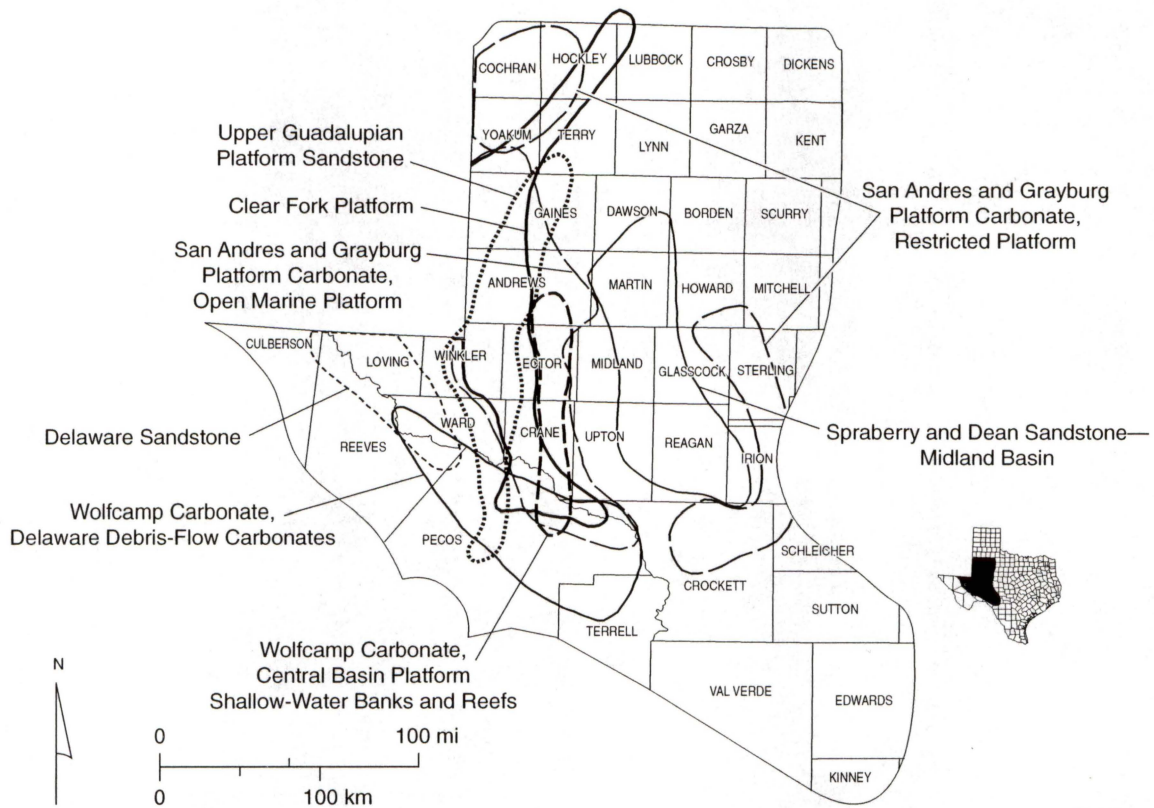 COCHRAN
HOCKLEY
LUBBOCK
CROSBY
DICKENS
YOAKUM
TERRY
LYNN
GARZA
KENT
Upper Guadalupian
Platform Sandstone
Clear Fork Platform
San Andres and Grayburg
Platform Carbonate,
Open Marine Platform
San Andres and Grayburg
Platform Carbonate,
Restricted Platform
GAINES
DAWSON
BORDEN
SCURRY
ANDREWS
MARTIN
HOWARD
MITCHELL
CULBERSON
LOVING
WINKLER
ECTOR
MIDLAND
GLASSCOCK
STERLING
Delaware Sandstone
REEVES
WARD
CRANE
UPTON
REAGAN
IRION
Spraberry and Dean Sandstone—
Midland Basin
Wolfcamp Carbonate,
Delaware Debris-Flow Carbonates
PECOS
CROCKETT
SCHLEICHER
SUTTON
TERRELL
Wolfcamp Carbonate,
Central Basin Platform
Shallow-Water Banks and Reefs
VAL VERDE
EDWARDS
KINNEY
N
0
100 mi
0
100 km